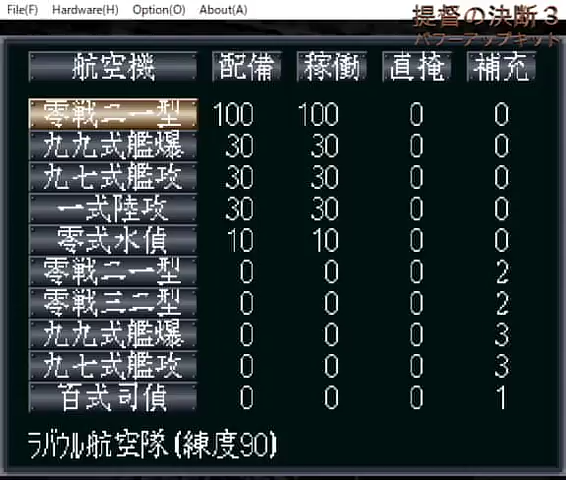 File(F) Hardware(H) Option(O) About(A)
提督の決断3
パワーアップキット
航空機 配備 稼働 直掩 補充
零戦二一型 100 100 0 0
九九式艦爆 30 30 0 0
九七式艦攻 30 30 0 0
一式陸攻 30 30 0 0
零式水偵 10 10 0 0
零戦二一型 0 0 0 2
零戦三二型 0 0 0 2
九九式艦爆 0 0 0 3
九七式艦攻 0 0 0 3
百式司偵 0 0 0 1
ﾗﾊﾞｳﾙ航空隊(練度90)